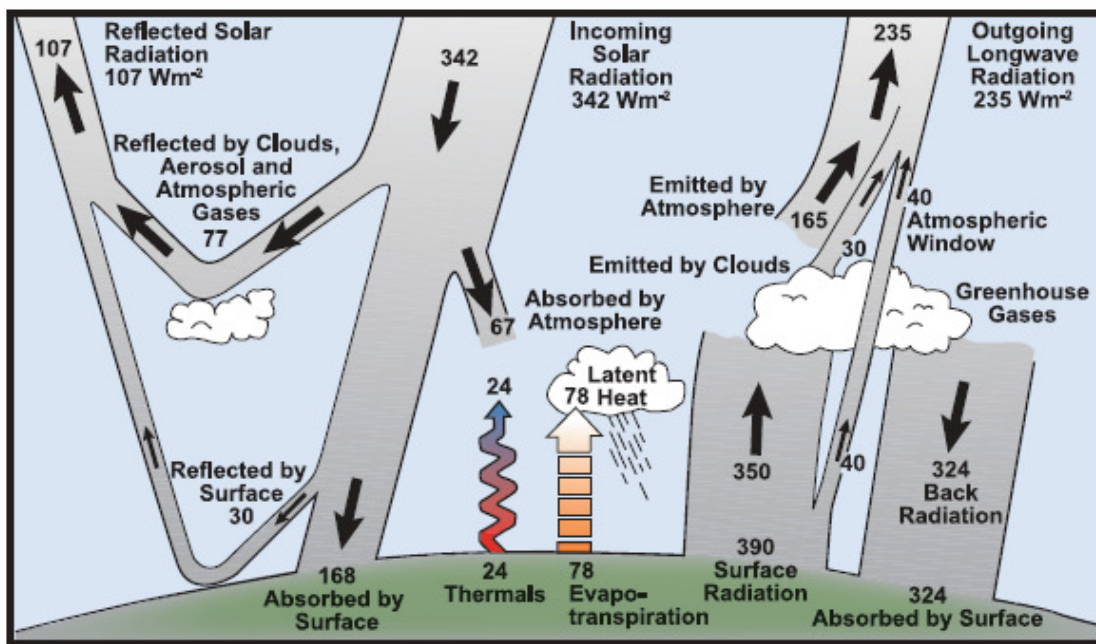 107
Reflected Solar
Radiation
107 Wm⁻²
342
Incoming
Solar
Radiation
342 Wm⁻²
235
Outgoing
Longwave
Radiation
235 Wm⁻²
Reflected by Clouds,
Aerosol and
Atmospheric
Gases
77
Emitted by
Atmosphere
165
40
Atmospheric
Window
30
Emitted by Clouds
Greenhouse
Gases
67
Absorbed by
Atmosphere
24
78
Latent
Heat
Reflected by
Surface
30
350
40
324
Back
Radiation
168
Absorbed by
Surface
24
Thermals
78
Evapo-
transpiration
390
Surface
Radiation
324
Absorbed by Surface